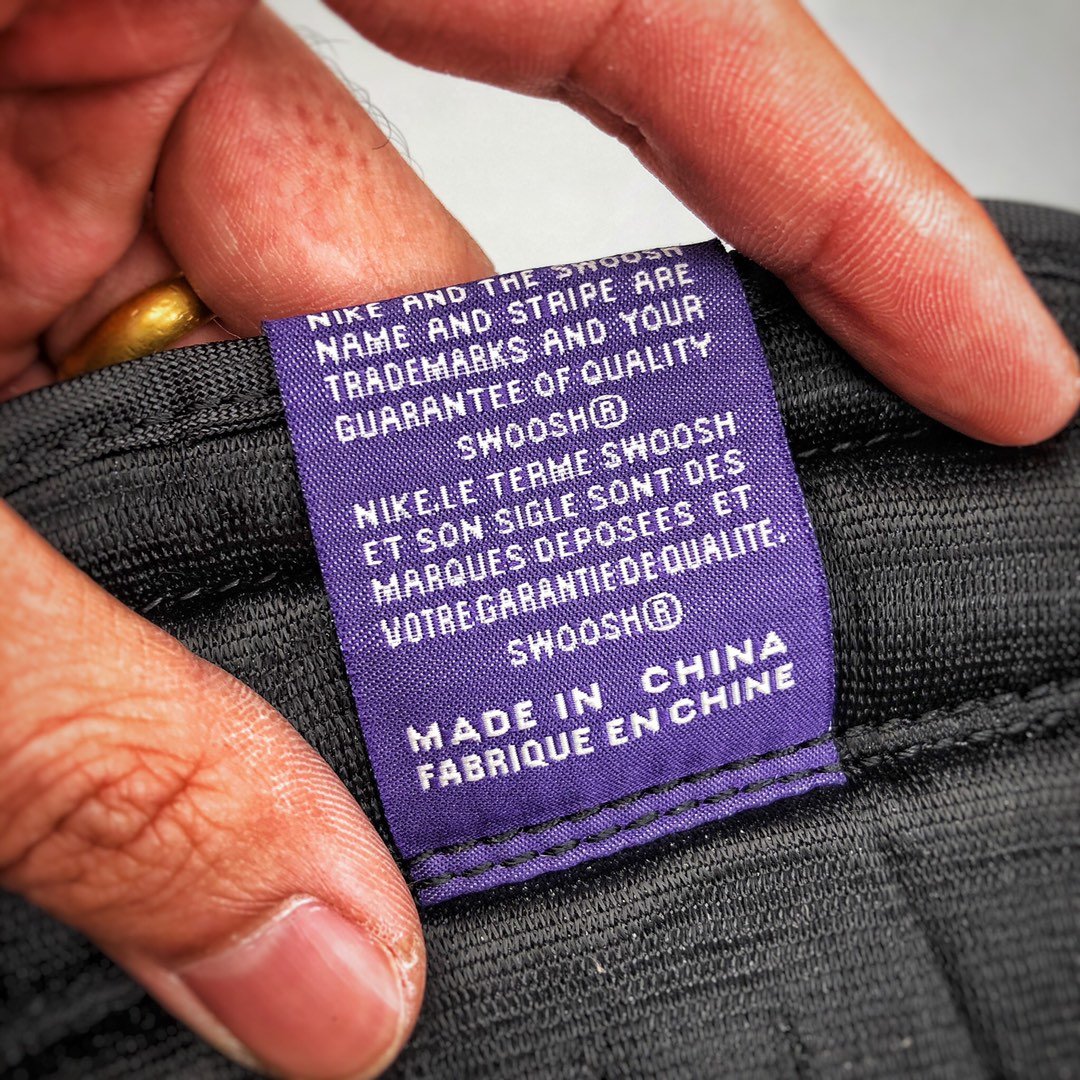 NIKE AND THE SWOOSH
NAME AND STRIPE ARE
TRADEMARKS AND YOUR
GUARANTEE OF QUALITY
SWOOSH®
NIKE,LE TERME SWOOSH
ET SON SIGLE SONT DES
MARQUES DEPOSEES ET
VOTRE GARANTIE DE QUALITE.
SWOOSH®
MADE IN CHINA
FABRIQUE EN CHINE